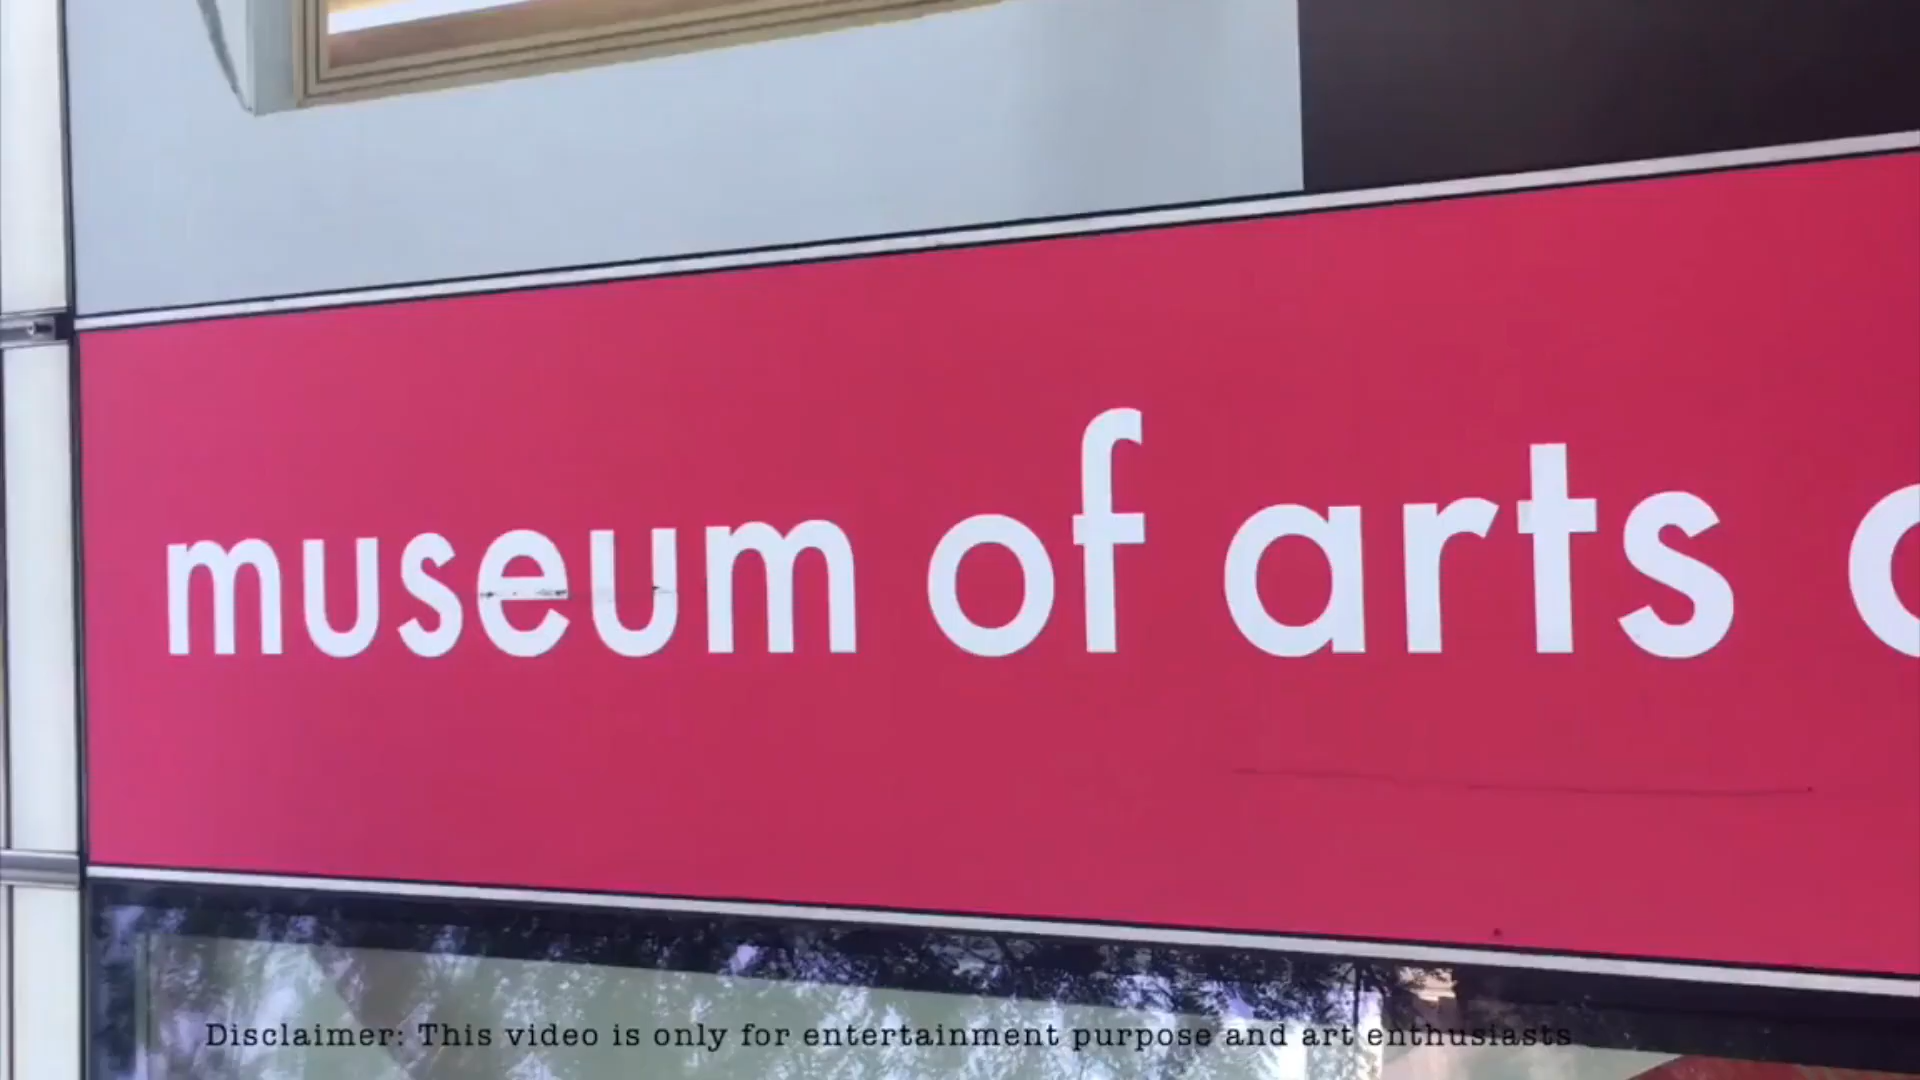 museum of arts
Disclaimer: This video is only for entertainment purpose and art enthusiasts